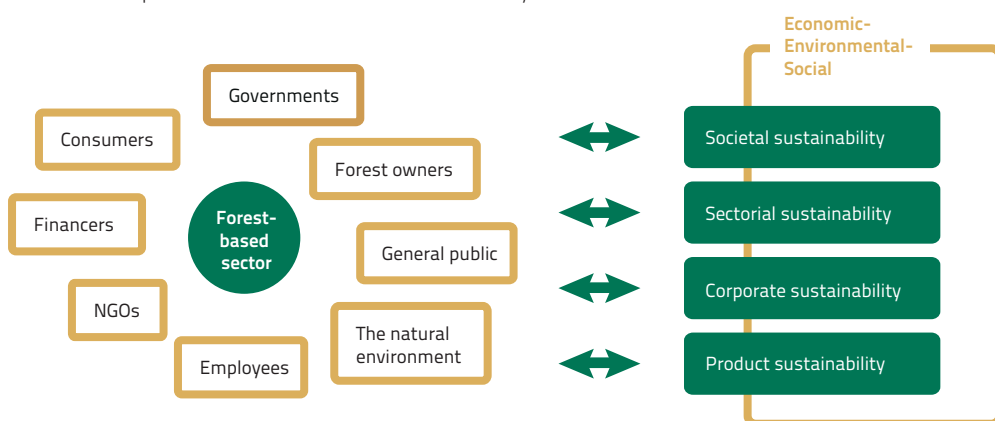 Economic-
Environmental-
Social
Governments
Consumers
Forest owners
Financers
Forest-
based
sector
General public
NGOs
The natural
environment
Employees
Societal sustainability
Sectorial sustainability
Corporate sustainability
Product sustainability